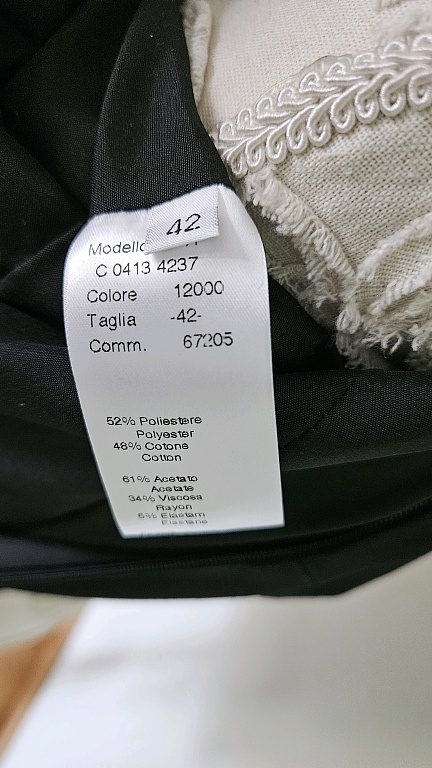 42
Modello
C 0413 4237
Colore 12000
Taglia -42-
Comm. 67205
52% Poliestere
Polyester
48% Cotone
Cotton
61% Acetato
Acetate
34% Viscosa
Rayon
5% Elastam
Elastane